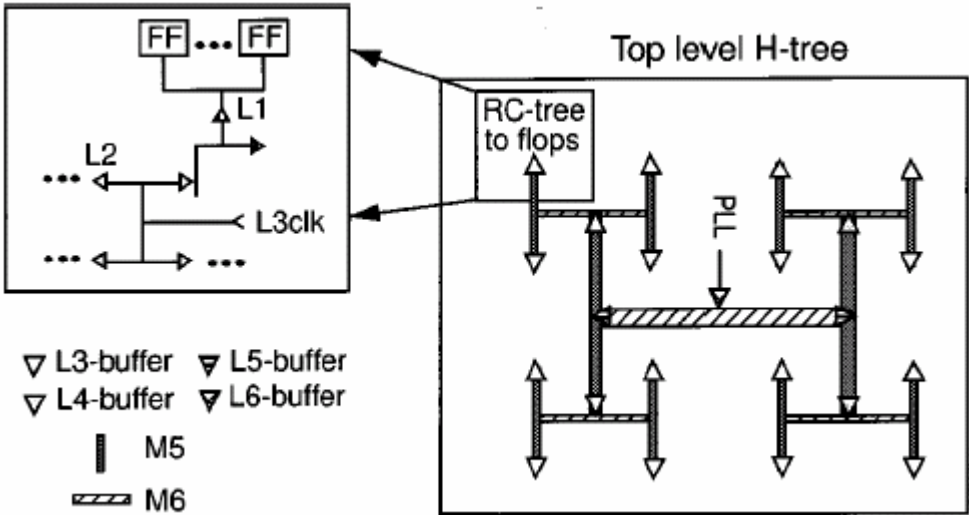 FF ••• FF
L1
L2
•••
L3clk
••• •••
Top level H-tree
RC-tree
to flops
PLL
L3-buffer L5-buffer
L4-buffer L6-buffer
M5
M6